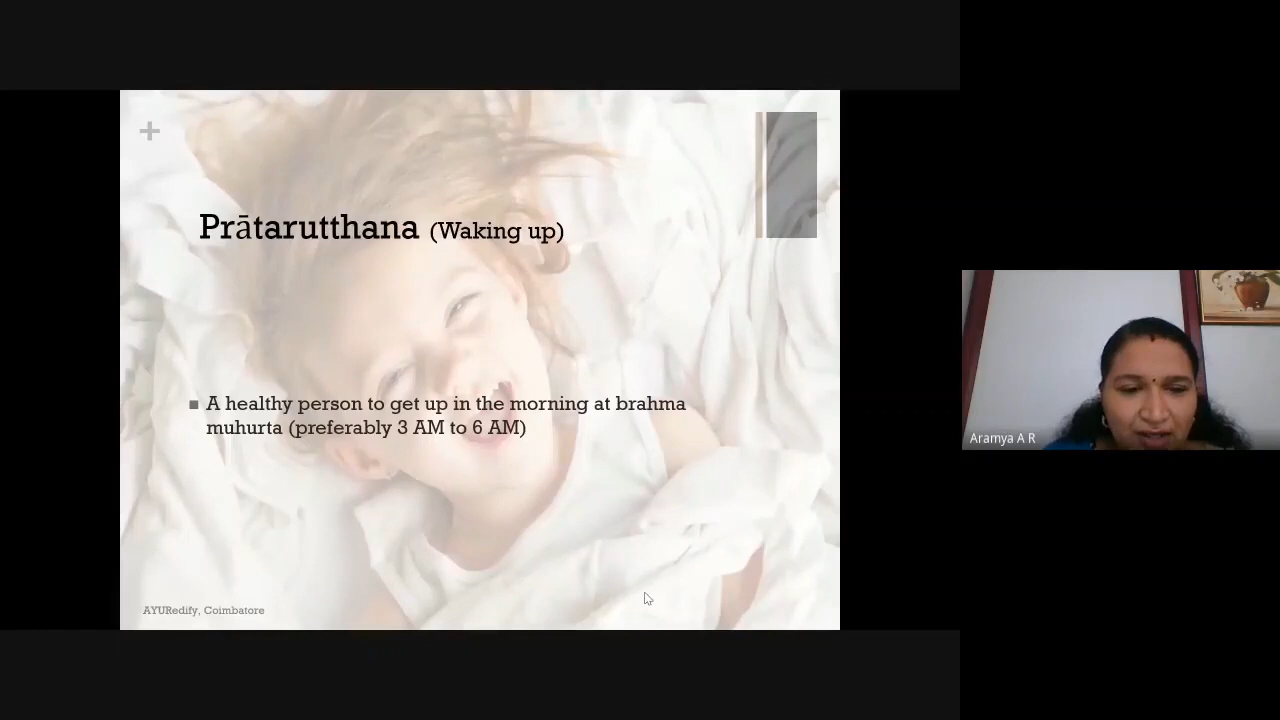 Prātarutthana (Waking up)
A healthy person to get up in the morning at brahma
muhurta (preferably 3 AM to 6 AM)
AYURedify, Coimbatore
Aramya A R